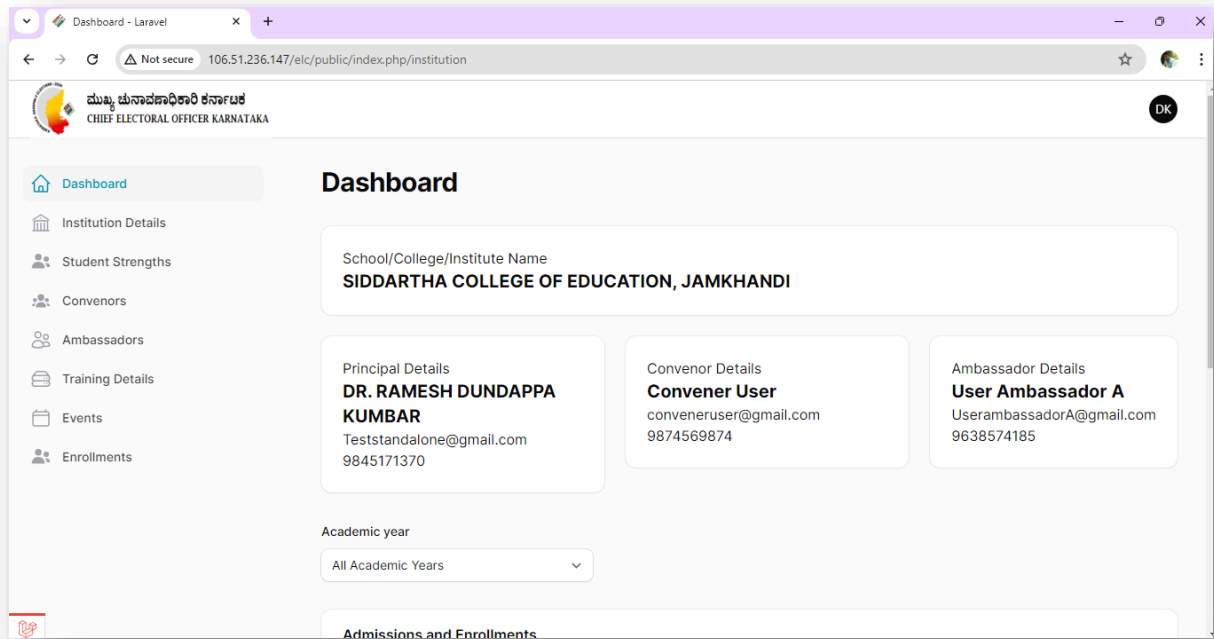 Dashboard - Laravel
Not secure 106.51.236.147/elc/public/index.php/institution
ಮುಖ್ಯ ಚುನಾವಣಾಧಿಕಾರಿ ಕರ್ನಾಟಕ
CHIEF ELECTORAL OFFICER KARNATAKA
DK
Dashboard
Institution Details
Student Strengths
Convenors
Ambassadors
Training Details
Events
Enrollments
Dashboard
School/College/Institute Name
SIDDARTHA COLLEGE OF EDUCATION, JAMKHANDI
Principal Details
DR. RAMESH DUNDAPPA
KUMBAR
Teststandalone@gmail.com
9845171370
Convenor Details
Convener User
conveneruser@gmail.com
9874569874
Ambassador Details
User Ambassador A
UserambassadorA@gmail.com
9638574185
Academic year
All Academic Years
Admissions and Enrollments